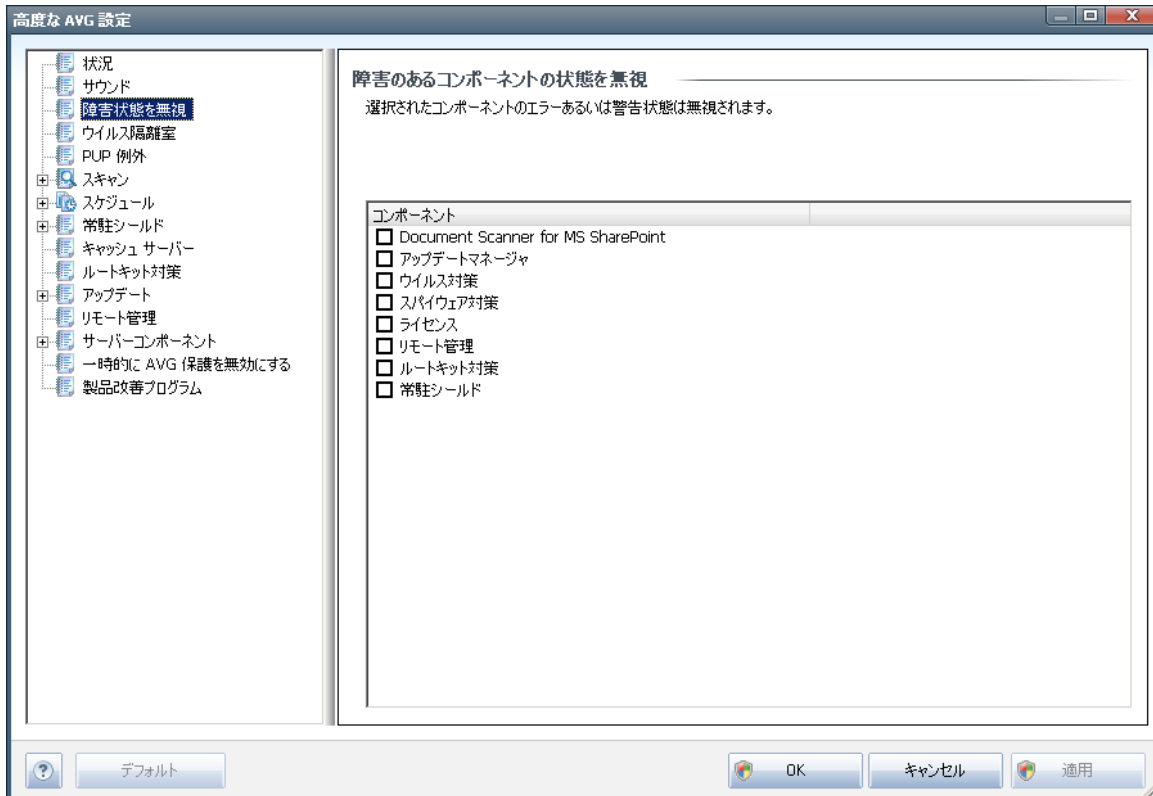 高度な AVG 設定
状況
サウンド
障害状態を無視
ウイルス隔離室
PUP 例外
スキャン
スケジュール
常駐シールド
キャッシュ サーバー
ルートキット対策
アップデート
リモート管理
サーバーコンポーネント
一時的に AVG 保護を無効にする
製品改善プログラム
障害のあるコンポーネントの状態を無視
選択されたコンポーネントのエラーあるいは警告状態は無視されます。
コンポーネント
Document Scanner for MS SharePoint
アップデートマネージャ
ウイルス対策
スパイウェア対策
ライセンス
リモート管理
ルートキット対策
常駐シールド
デフォルト
OK
キャンセル
適用